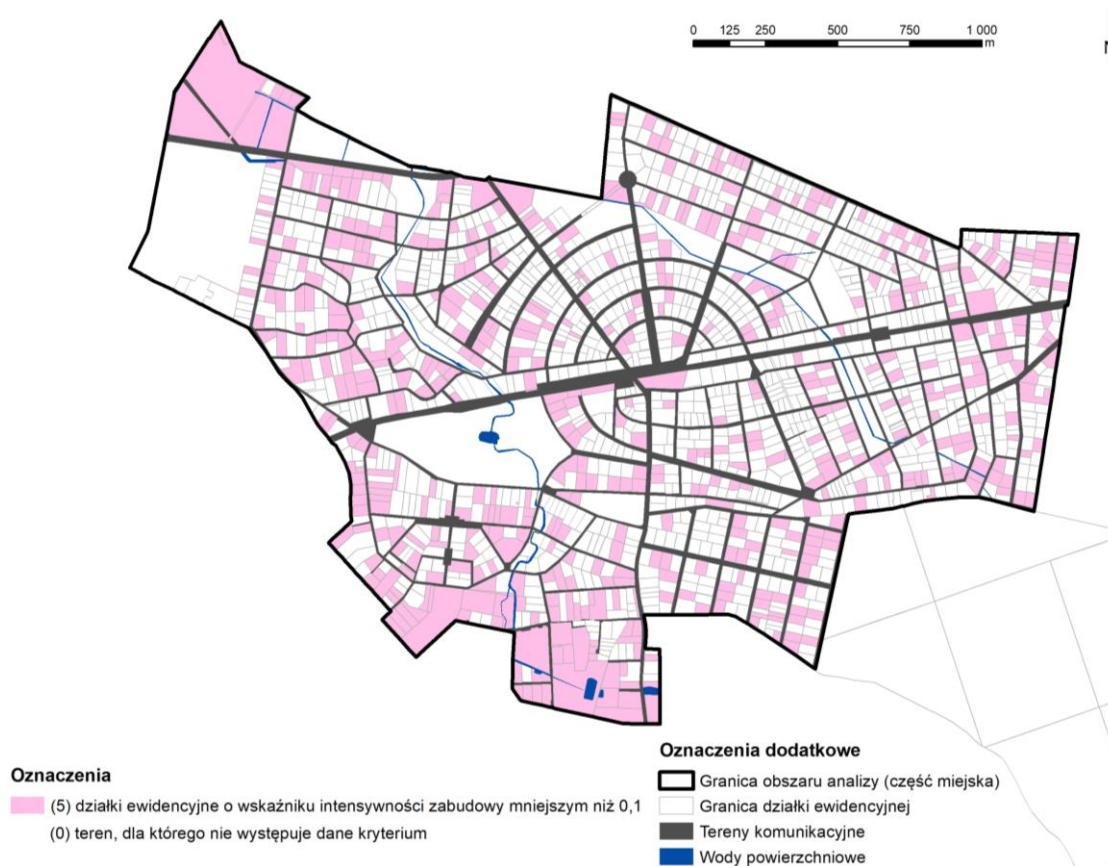 0 125 250 500 750 1 000
m
N
Oznaczenia
(5) działki ewidencyjne o wskaźniku intensywności zabudowy mniejszym niż 0,1
(0) teren, dla którego nie występuje dane kryterium
Oznaczenia dodatkowe
Granica obszaru analizy (część miejska)
Granica działki ewidencyjnej
Tereny komunikacyjne
Wody powierzchniowe